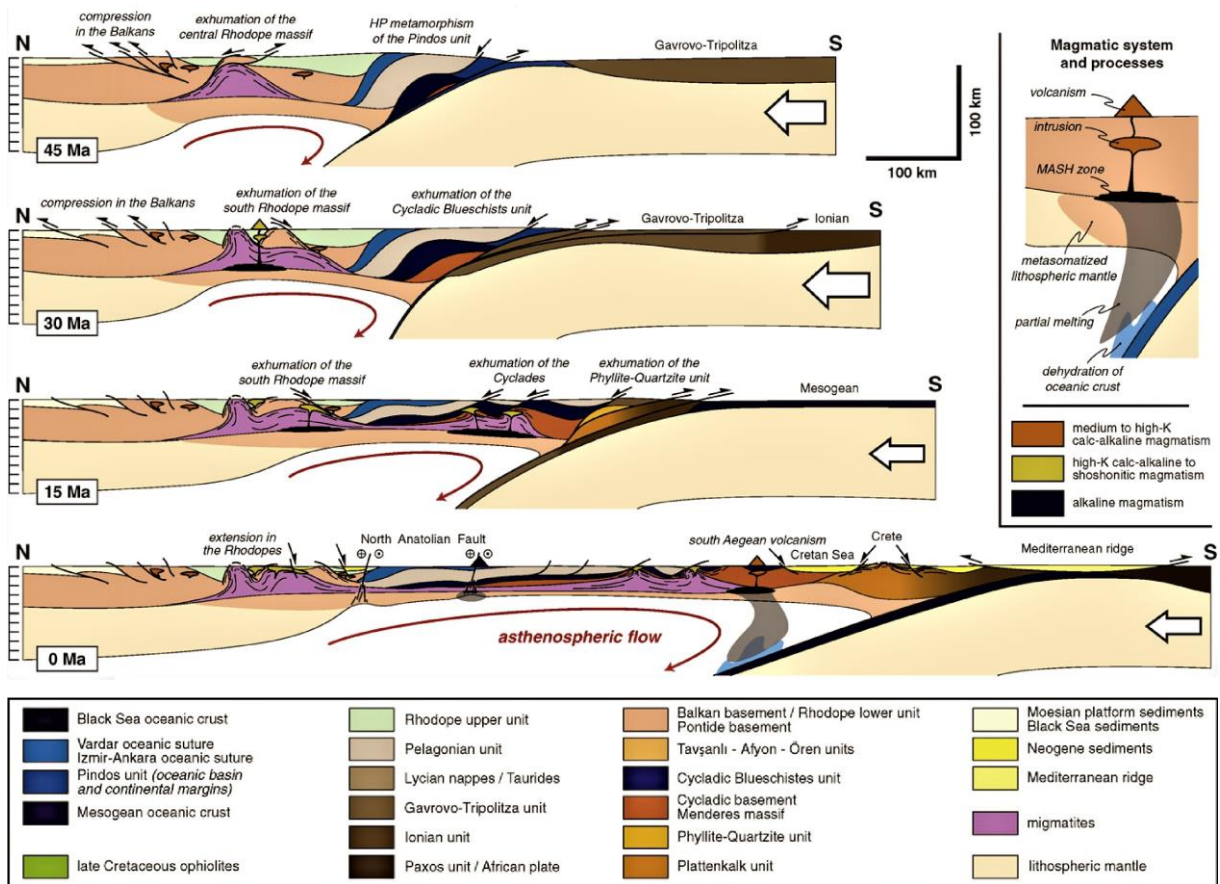 N
compression
in the Balkans
exhumation of the
central Rhodope massif
HP metamorphism
of the Pindos unit
Gavrovo-Tripolitza
S
45 Ma
100 km
100 km
N
compression in the Balkans
exhumation of the
south Rhodope massif
exhumation of the
Cycladic Blueschists unit
Gavrovo-Tripolitza
Ionian
S
30 Ma
N
exhumation of the
south Rhodope massif
exhumation of the
Cyclades
exhumation of the
Phyllite-Quartzite unit
Mesogean
S
15 Ma
N
extension in
the Rhodopes
North Anatolian Fault
south Aegean volcanism
Cretan Sea
Crete
Mediterranean ridge
S
asthenospheric flow
0 Ma
Magmatic system
and processes
volcanism
intrusion
MASH zone
metasomatized
lithospheric mantle
partial melting
dehydration of
oceanic crust
medium to high-K
calc-alkaline magmatism
high-K calc-alkaline to
shoshonitic magmatism
alkaline magmatism
Black Sea oceanic crust
Vardar oceanic suture
Izmir-Ankara oceanic suture
Pindos unit (oceanic basin
and continental margins)
Mesogean oceanic crust
late Cretaceous ophiolites
Rhodope upper unit
Pelagonian unit
Lycian nappes / Taurides
Gavrovo-Tripolitza unit
Ionian unit
Paxos unit / African plate
Balkan basement / Rhodope lower unit
Pontide basement
Tavşanlı - Afyon - Ören units
Cycladic Blueschistes unit
Cycladic basement
Menderes massif
Phyllite-Quartzite unit
Plattenkalk unit
Moesian platform sediments
Black Sea sediments
Neogene sediments
Mediterranean ridge
migmatites
lithospheric mantle